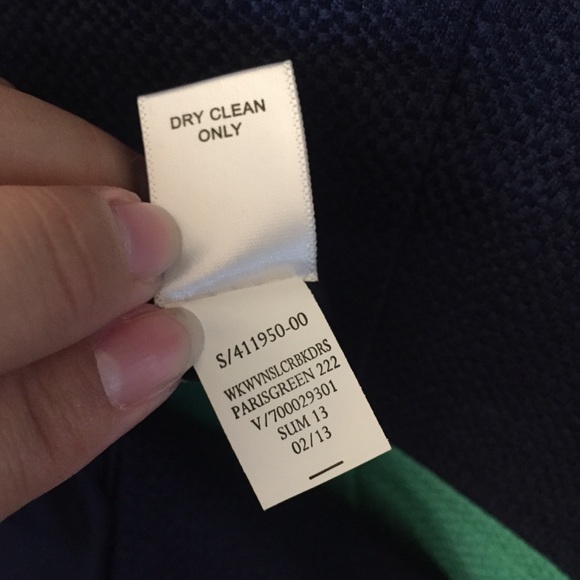 DRY CLEAN
ONLY
S/411950-00
WKWVNSLCRBKDRS
PARISGREEN 222
V/700029301
SUM 13
02/13